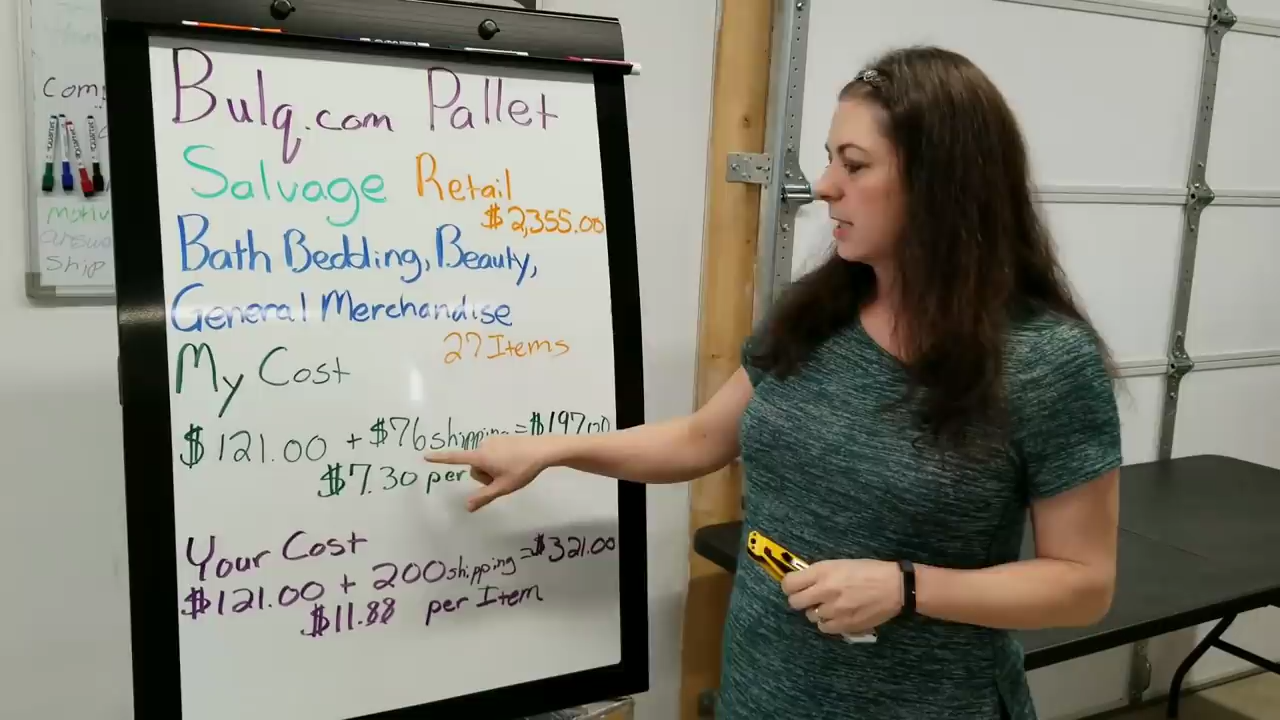 Bulq.com Pallet
Salvage Retail
$2,355.00
Bath Bedding, Beauty,
General Merchandise
27 Items
My Cost
$121.00 + $76 shipping = $197.00
$7.30 per
Your Cost
$121.00 + 200 shipping = $321.00
$11.88 per Item
Com
ship